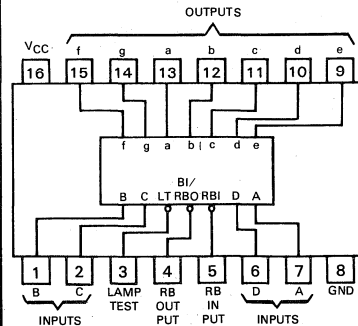 OUTPUTS
VCC f g a b c d e
16 15 14 13 12 11 10 9
f g a b c d e
BI/
B C LT RBO RBI D A
1 2 3 4 5 6 7 8
B C LAMP RB RB D A GND
TEST OUT IN
INPUTS PUT PUT INPUTS